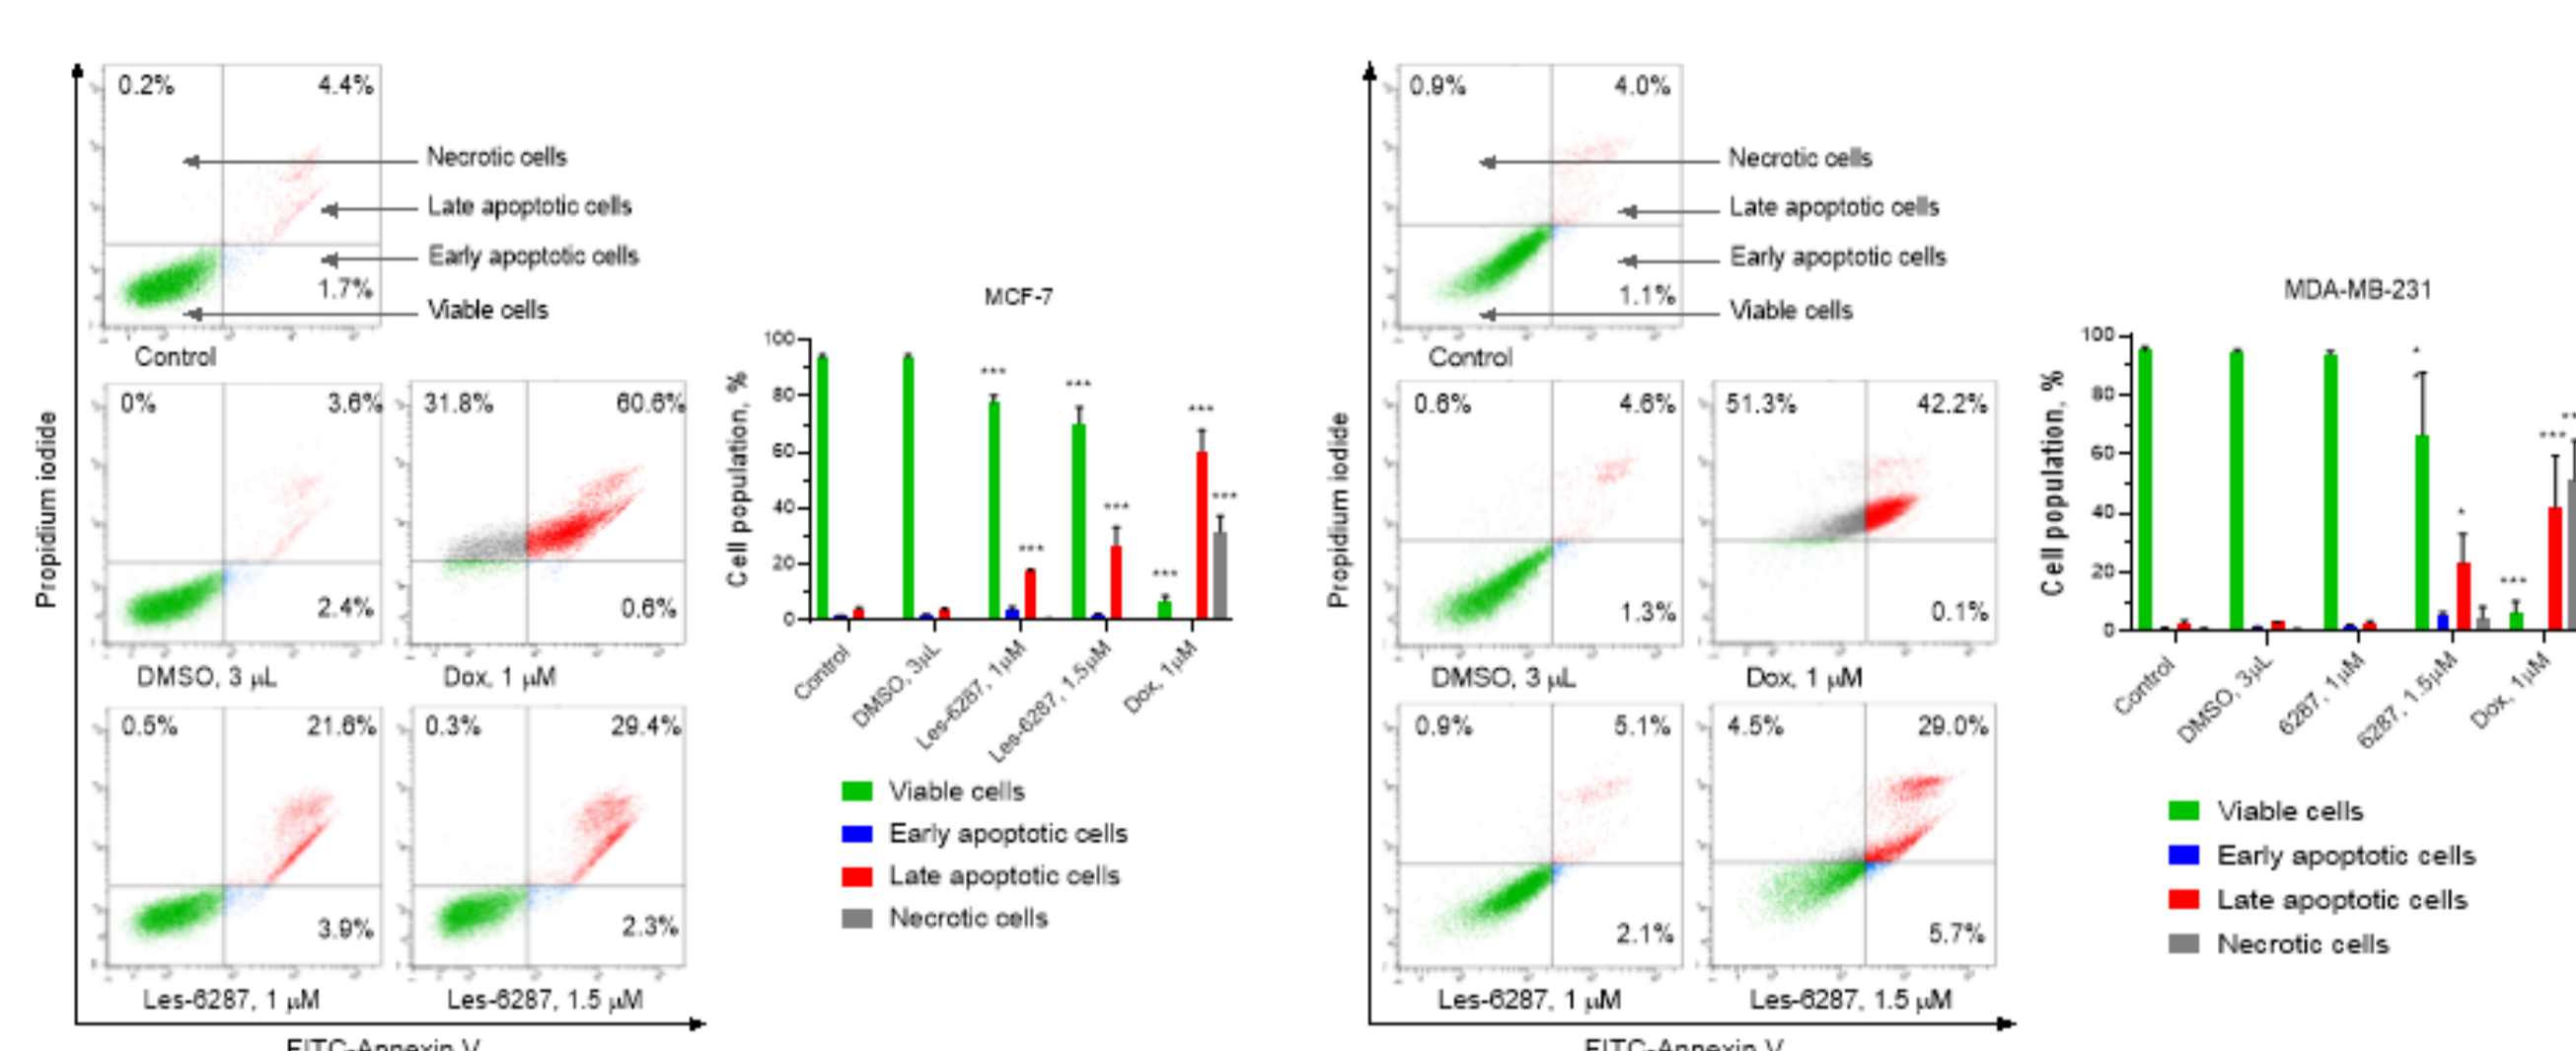 0.2%
4.4%
Necrotic cells
Late apoptotic cells
Early apoptotic cells
1.7%
Viable cells
Control
Propidium iodide
0%
3.6%
2.4%
DMSO, 3 μL
31.8%
60.6%
0.6%
Dox, 1 μM
0.5%
21.6%
3.9%
Les-6287, 1 μM
0.3%
29.4%
2.3%
Les-6287, 1.5 μM
FITC-Annexin V
MCF-7
Cell population, %
100
80
60
40
20
0
***
***
***
***
***
***
***
Control
DMSO, 3μL
Les-6287, 1μM
Les-6287, 1.5μM
Dox, 1μM
Viable cells
Early apoptotic cells
Late apoptotic cells
Necrotic cells
0.9%
4.0%
Necrotic cells
Late apoptotic cells
Early apoptotic cells
1.1%
Viable cells
Control
Propidium iodide
0.6%
4.6%
1.3%
DMSO, 3 μL
51.3%
42.2%
0.1%
Dox, 1 μM
0.9%
5.1%
2.1%
Les-6287, 1 μM
4.5%
29.0%
5.7%
Les-6287, 1.5 μM
FITC-Annexin V
MDA-MB-231
Cell population, %
100
80
60
40
20
0
*
*
***
***
**
Control
DMSO, 3μL
6287, 1μM
6287, 1.5μM
Dox, 1μM
Viable cells
Early apoptotic cells
Late apoptotic cells
Necrotic cells